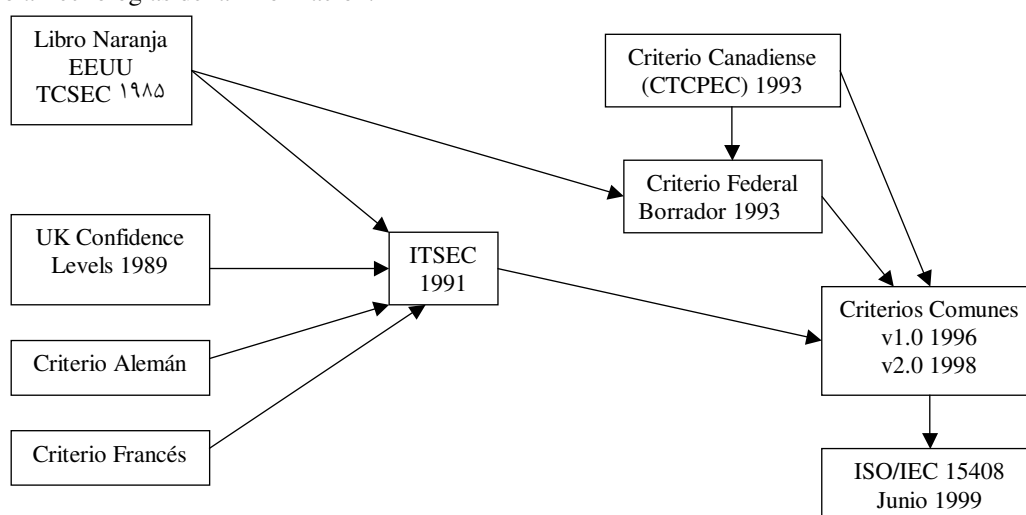 Libro Naranja
EEUU
TCSEC ۱۹۸۵
Criterio Canadiense
(CTCPEC) 1993
Criterio Federal
Borrador 1993
UK Confidence
Levels 1989
ITSEC
1991
Criterios Comunes
v1.0 1996
v2.0 1998
Criterio Alemán
Criterio Francés
ISO/IEC 15408
Junio 1999